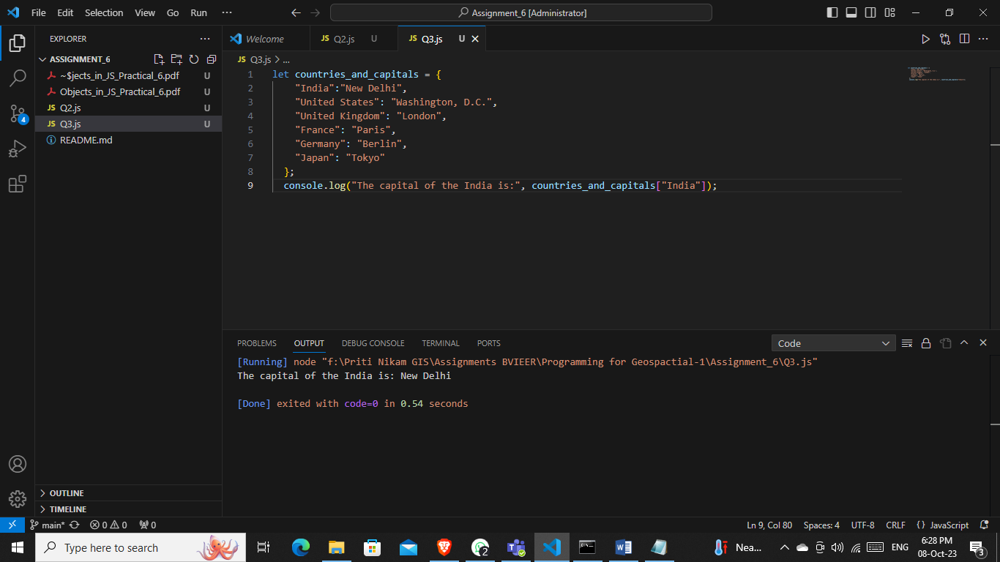 File Edit Selection View Go Run ··· Assignment_6 [Administrator]
EXPLORER ···
ASSIGNMENT_6
~$jects_in_JS_Practical_6.pdf U
Objects_in_JS_Practical_6.pdf U
JS Q2.js U
JS Q3.js U
README.md
OUTLINE
TIMELINE
Welcome JS Q2.js U JS Q3.js U
JS Q3.js > ...
1 let countries_and_capitals = {
2 "India":"New Delhi",
3 "United States": "Washington, D.C.",
4 "United Kingdom": "London",
5 "France": "Paris",
6 "Germany": "Berlin",
7 "Japan": "Tokyo"
8 };
9 console.log("The capital of the India is:", countries_and_capitals["India"]);
PROBLEMS OUTPUT DEBUG CONSOLE TERMINAL PORTS Code
[Running] node "f:\Priti Nikam GIS\Assignments BVIEER\Programming for Geospactial-1\Assignment_6\Q3.js"
The capital of the India is: New Delhi
[Done] exited with code=0 in 0.54 seconds
4
main* 0 0 0 Ln 9, Col 80 Spaces: 4 UTF-8 CRLF {} JavaScript
Type here to search 2 Nea... ENG 6:28 PM
08-Oct-23 3